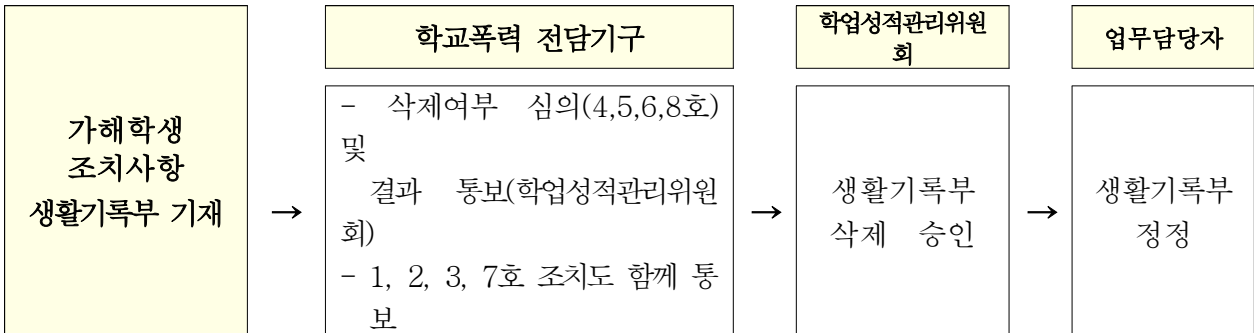 가해학생
조치사항
생활기록부 기재
→
학교폭력 전담기구
- 삭제여부 심의(4,5,6,8호)
및
결과 통보(학업성적관리위원
회)
- 1, 2, 3, 7호 조치도 함께 통
보
→
학업성적관리위원
회
생활기록부
삭제 승인
→
업무담당자
생활기록부
정정